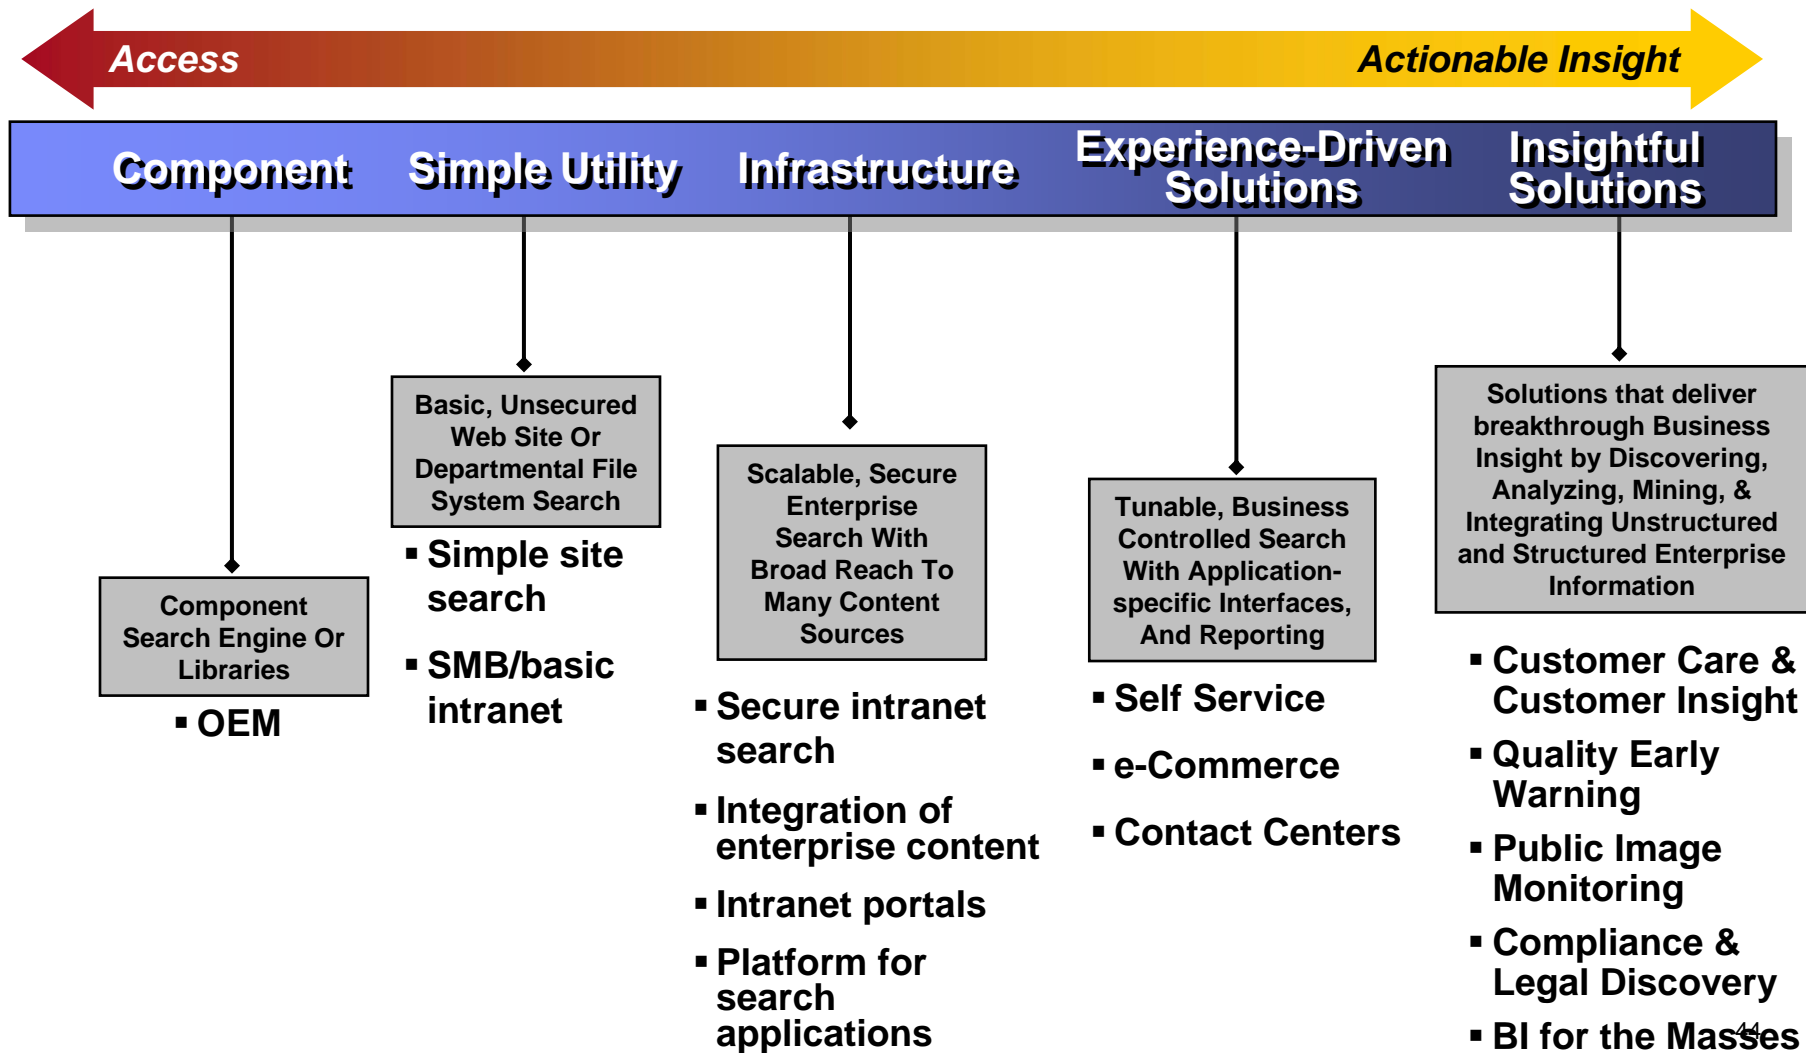 Access
Actionable Insight
Component
Simple Utility
Infrastructure
Experience-Driven
Solutions
Insightful
Solutions
Component
Search Engine Or
Libraries
▪ OEM
Basic, Unsecured
Web Site Or
Departmental File
System Search
▪ Simple site
search
▪ SMB/basic
intranet
Scalable, Secure
Enterprise
Search With
Broad Reach To
Many Content
Sources
▪ Secure intranet
search
▪ Integration of
enterprise content
▪ Intranet portals
▪ Platform for
search
applications
Tunable, Business
Controlled Search
With Application-
specific Interfaces,
And Reporting
▪ Self Service
▪ e-Commerce
▪ Contact Centers
Solutions that deliver
breakthrough Business
Insight by Discovering,
Analyzing, Mining, &
Integrating Unstructured
and Structured Enterprise
Information
▪ Customer Care &
Customer Insight
▪ Quality Early
Warning
▪ Public Image
Monitoring
▪ Compliance &
Legal Discovery
▪ BI for the Masses
44